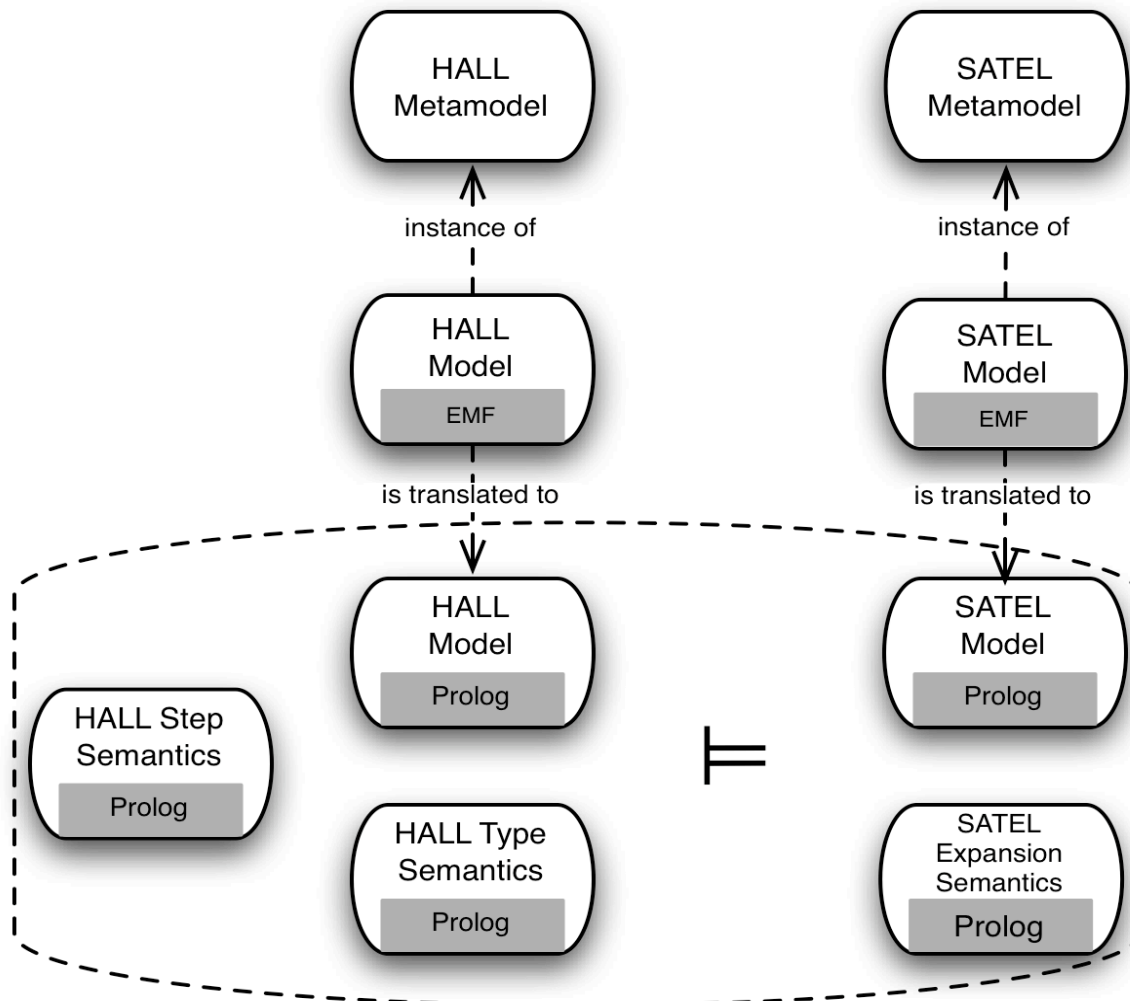 HALL
Metamodel
SATEL
Metamodel
instance of
instance of
HALL
Model
EMF
SATEL
Model
EMF
is translated to
is translated to
HALL
Model
Prolog
SATEL
Model
Prolog
HALL Step
Semantics
Prolog
⊨
HALL Type
Semantics
Prolog
SATEL
Expansion
Semantics
Prolog